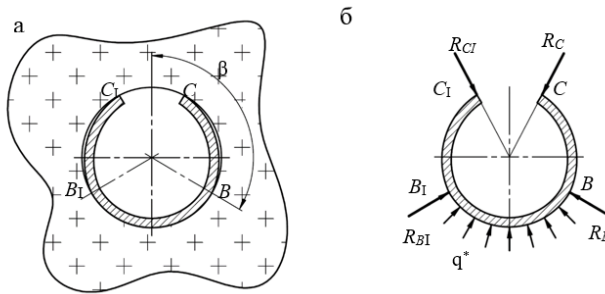 а
б
β
C_I
C
B_I
B
R_CI
R_C
C_I
C
B_I
B
R_BI
R_B
q*